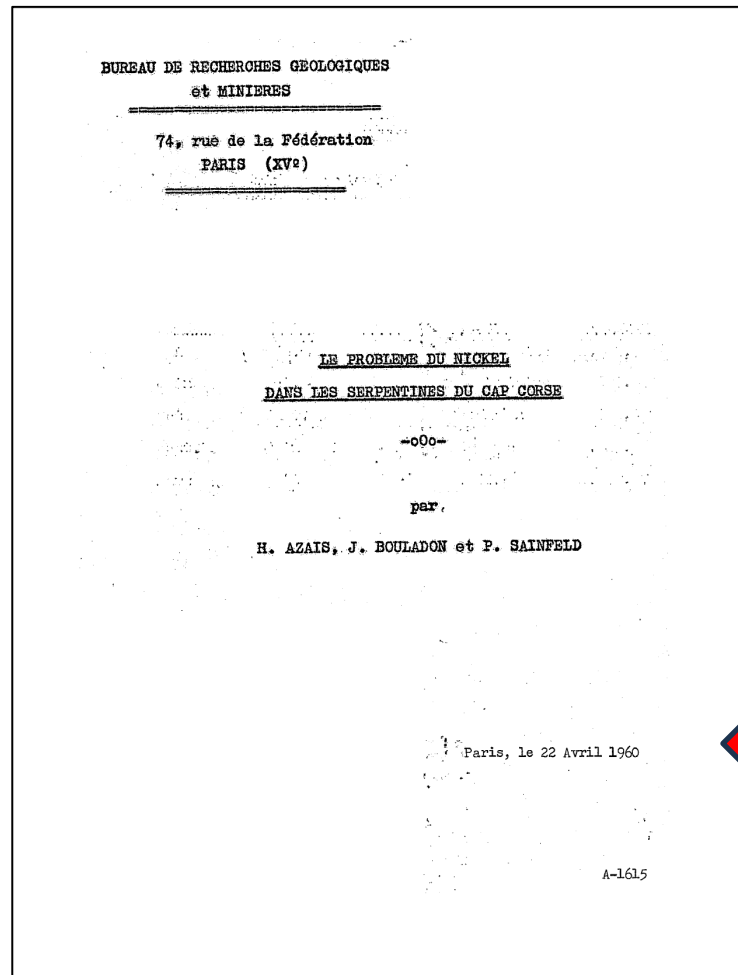 BUREAU DE RECHERCHES GEOLOGIQUES
et MINIERES
74, rue de la Fédération
PARIS (XVe)
LE PROBLEME DU NICKEL
DANS LES SERPENTINES DU CAP CORSE
-oOo-
par
H. AZAIS, J. BOULADON et P. SAINFELD
Paris, le 22 Avril 1960
A-1615